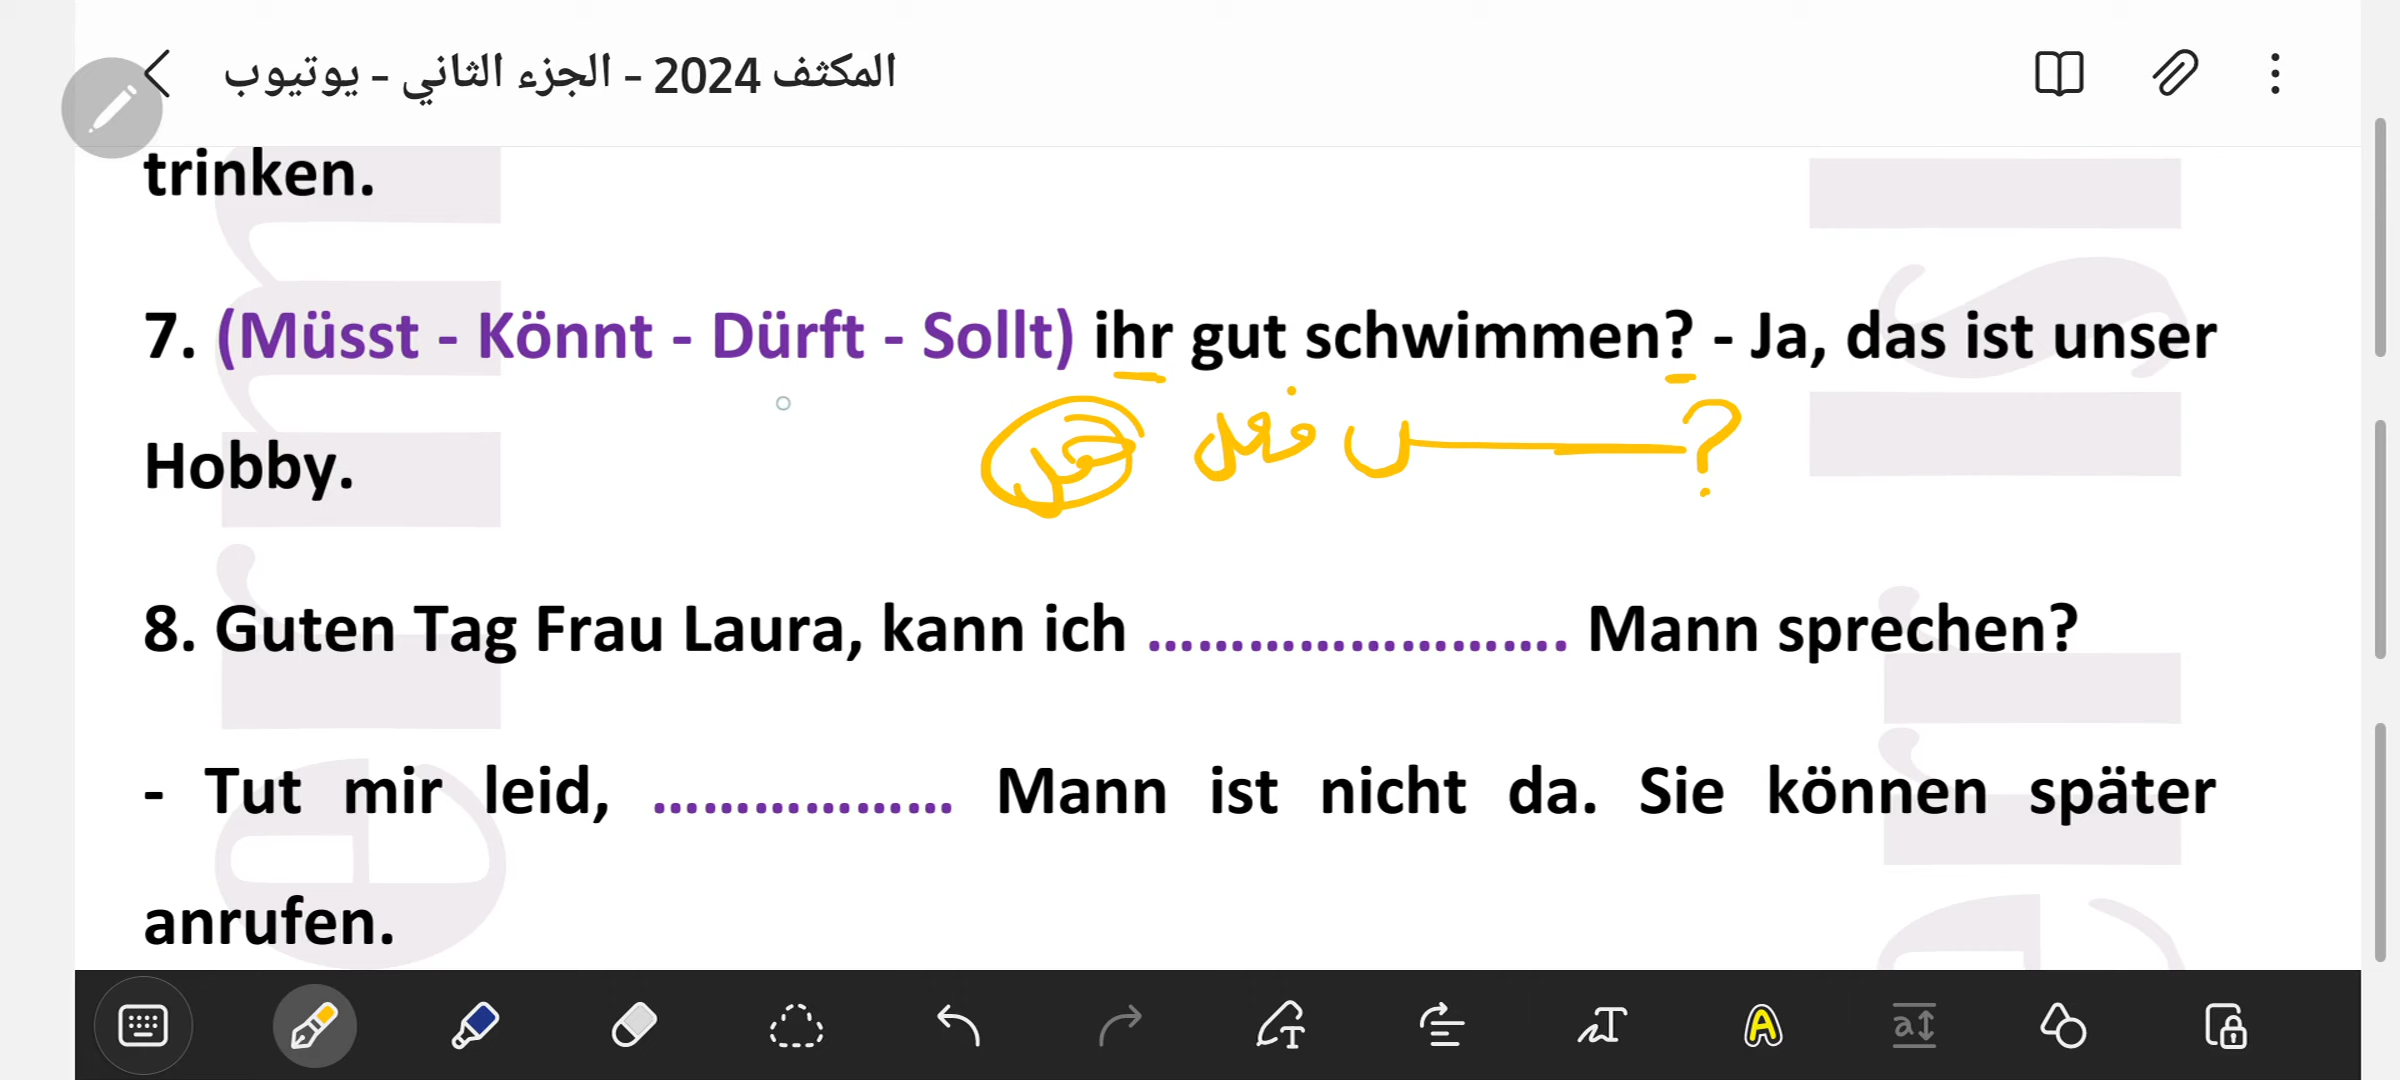 المكثف 2024 - الجزء الثاني - يوتيوب
trinken.
7. (Müsst - Könnt - Dürft - Sollt) ihr gut schwimmen? - Ja, das ist unser
Hobby.
فعل فعل ?
8. Guten Tag Frau Laura, kann ich ......................... Mann sprechen?
- Tut mir leid, .................. Mann ist nicht da. Sie können später
anrufen.